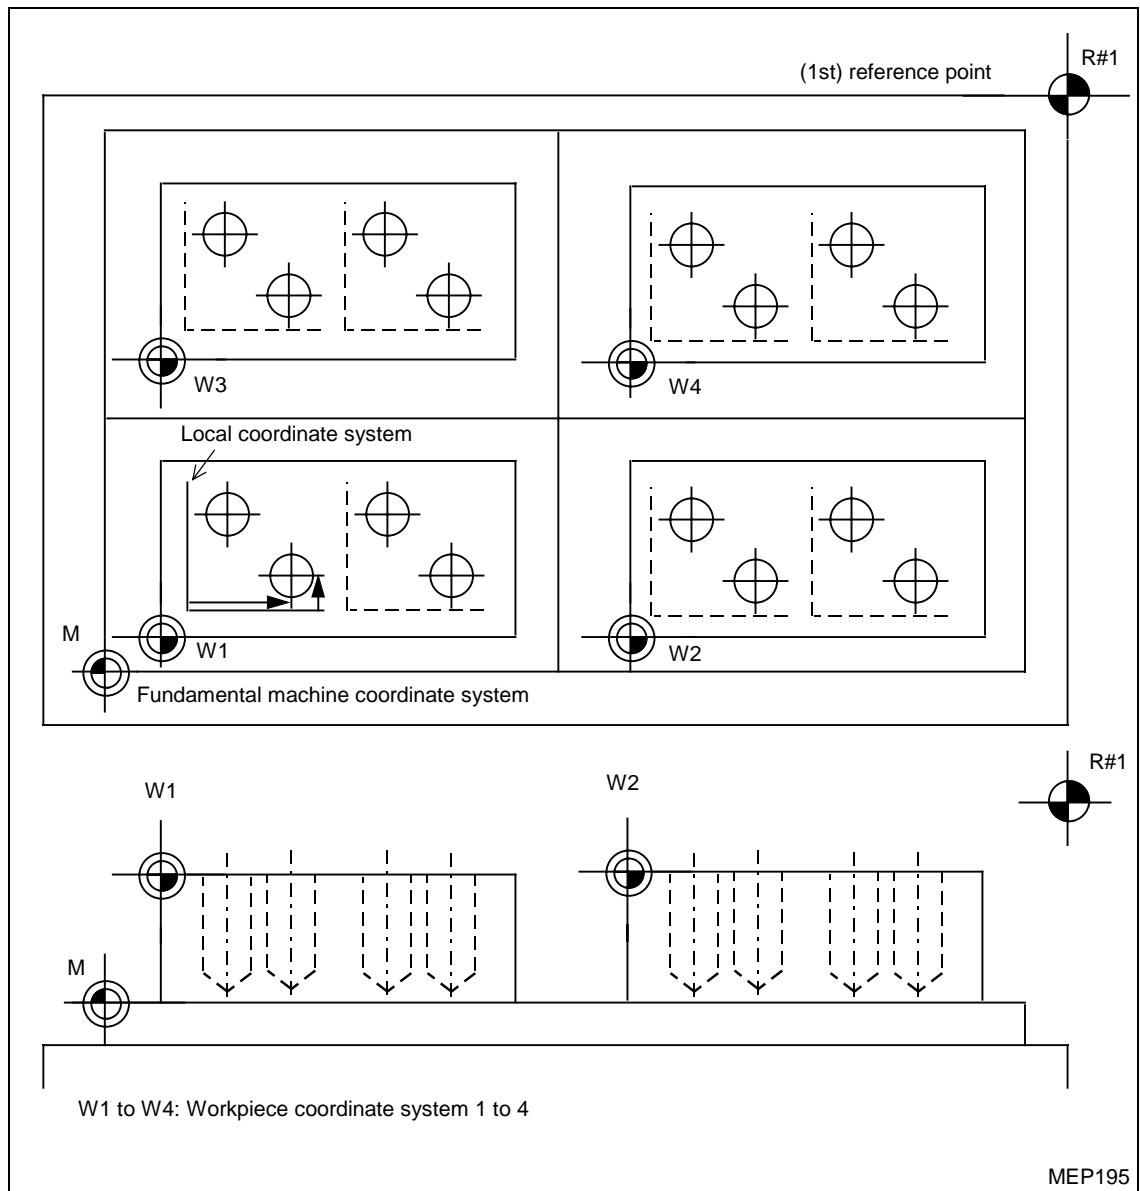 R#1
(1st) reference point
W3
W4
Local coordinate system
W1
W2
M
Fundamental machine coordinate system
R#1
W1
W2
M
W1 to W4: Workpiece coordinate system 1 to 4
MEP195